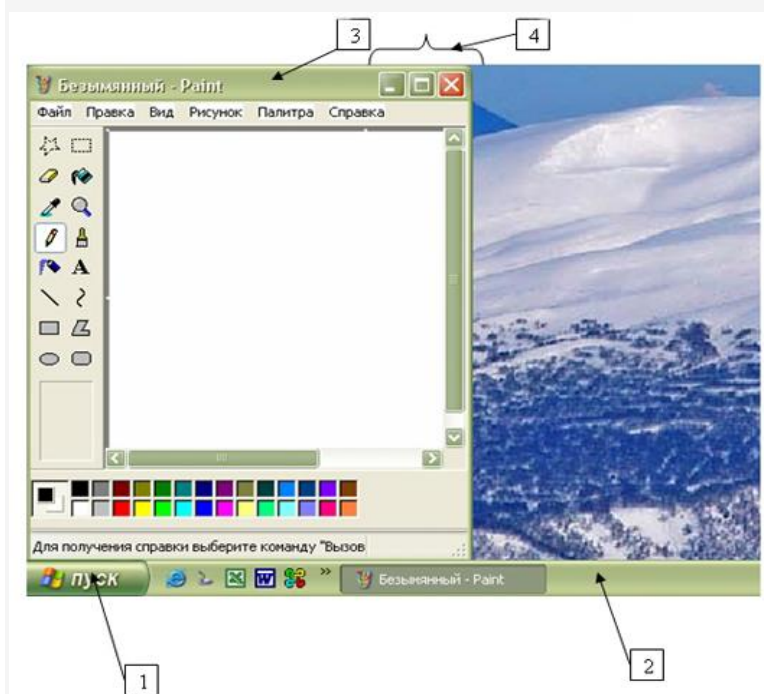 3
4
Безымянный - Paint
Файл Правка Вид Рисунок Палитра Справка
A
Для получения справки выберите команду "Вызов
пуск
Безымянный - Paint
1
2